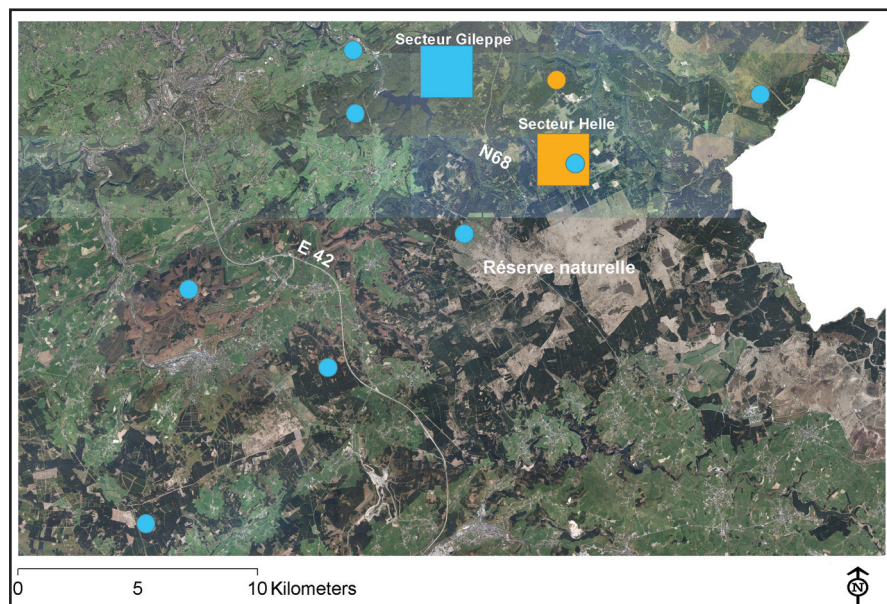 Secteur Gileppe
Secteur Helle
N68
E 42
Réserve naturelle
0 5 10 Kilometers
N